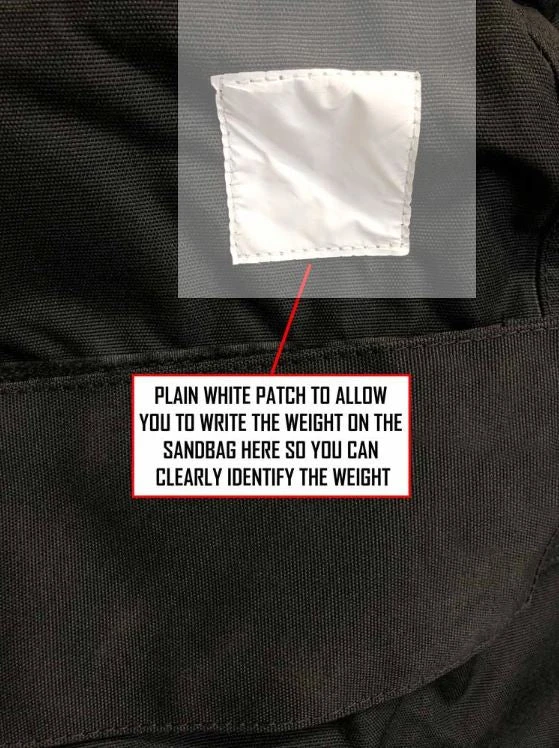 PLAIN WHITE PATCH TO ALLOW
YOU TO WRITE THE WEIGHT ON THE
SANDBAG HERE SO YOU CAN
CLEARLY IDENTIFY THE WEIGHT